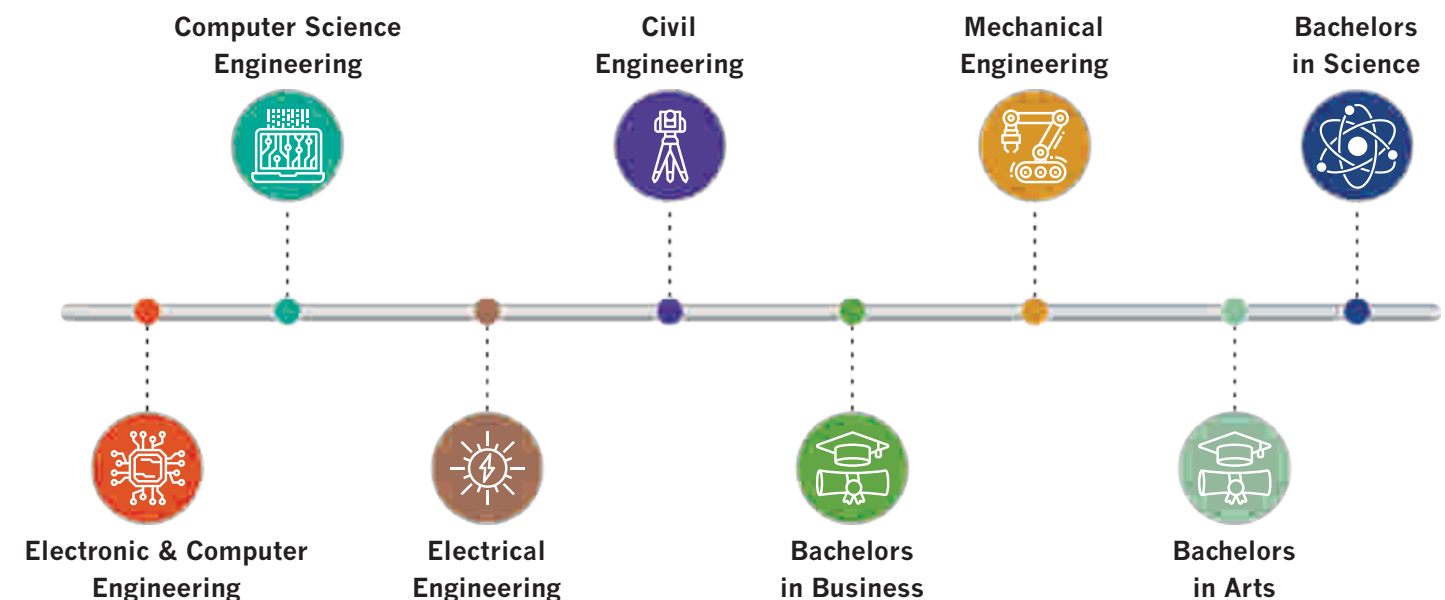 Computer Science
Engineering
Civil
Engineering
Mechanical
Engineering
Bachelors
in Science
Electronic & Computer
Engineering
Electrical
Engineering
Bachelors
in Business
Bachelors
in Arts